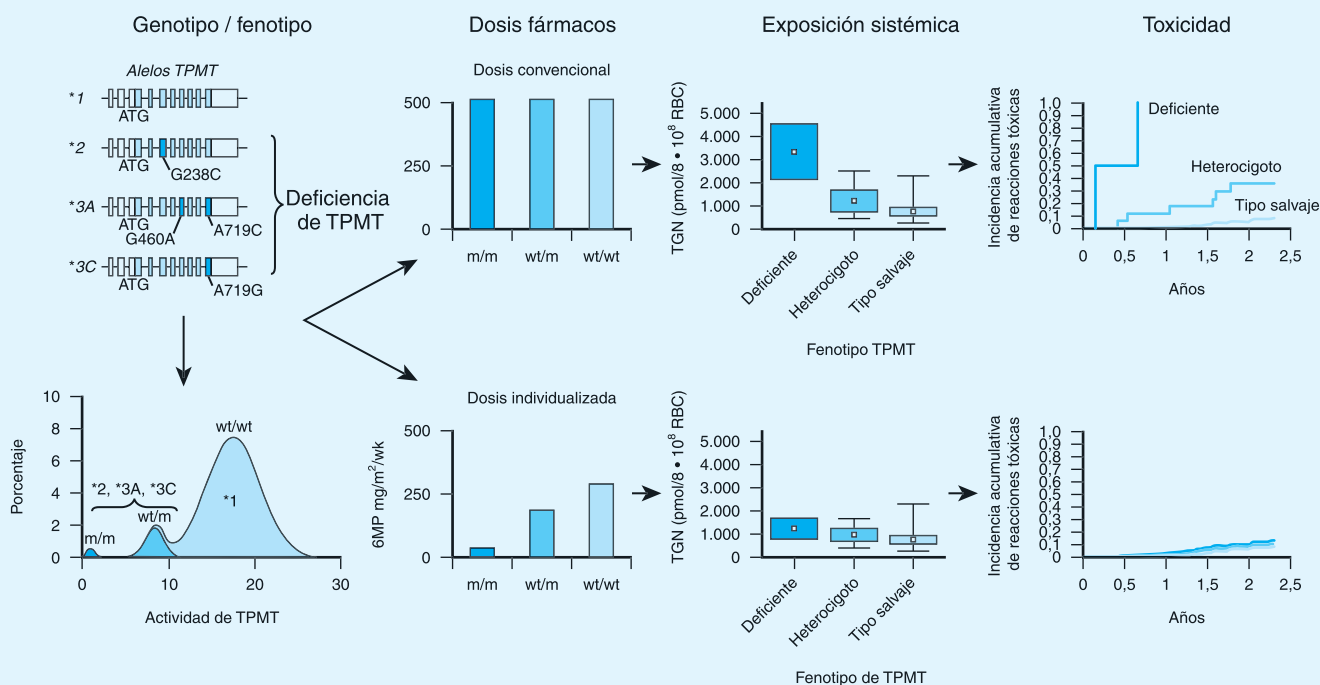 Genotipo / fenotipo
Dosis fármacos
Exposición sistémica
Toxicidad
Alelos TPMT
*1
ATG
*2
ATG
G238C
*3A
ATG
G460A
A719C
*3C
ATG
A719G
Deficiencia
de TPMT
Dosis convencional
500
250
0
m/m
wt/m
wt/wt
TGN (pmol/8 • 10⁸ RBC)
5.000
4.000
3.000
2.000
1.000
0
Deficiente
Heterocigoto
Tipo salvaje
Fenotipo TPMT
Incidencia acumulativa
de reacciones tóxicas
1,0
0,9
0,8
0,7
0,6
0,5
0,4
0,3
0,2
0,1
0
Deficiente
Heterocigoto
Tipo salvaje
0
0,5
1
1,5
2
2,5
Años
Porcentaje
10
8
6
4
2
0
*2, *3A, *3C
m/m
wt/m
wt/wt
*1
0
10
20
30
Actividad de TPMT
Dosis individualizada
6MP mg/m²/wk
500
250
0
m/m
wt/m
wt/wt
TGN (pmol/8 • 10⁸ RBC)
5.000
4.000
3.000
2.000
1.000
0
Deficiente
Heterocigoto
Tipo salvaje
Fenotipo de TPMT
Incidencia acumulativa
de reacciones tóxicas
1,0
0,9
0,8
0,7
0,6
0,5
0,4
0,3
0,2
0,1
0
0
0,5
1
1,5
2
2,5
Años